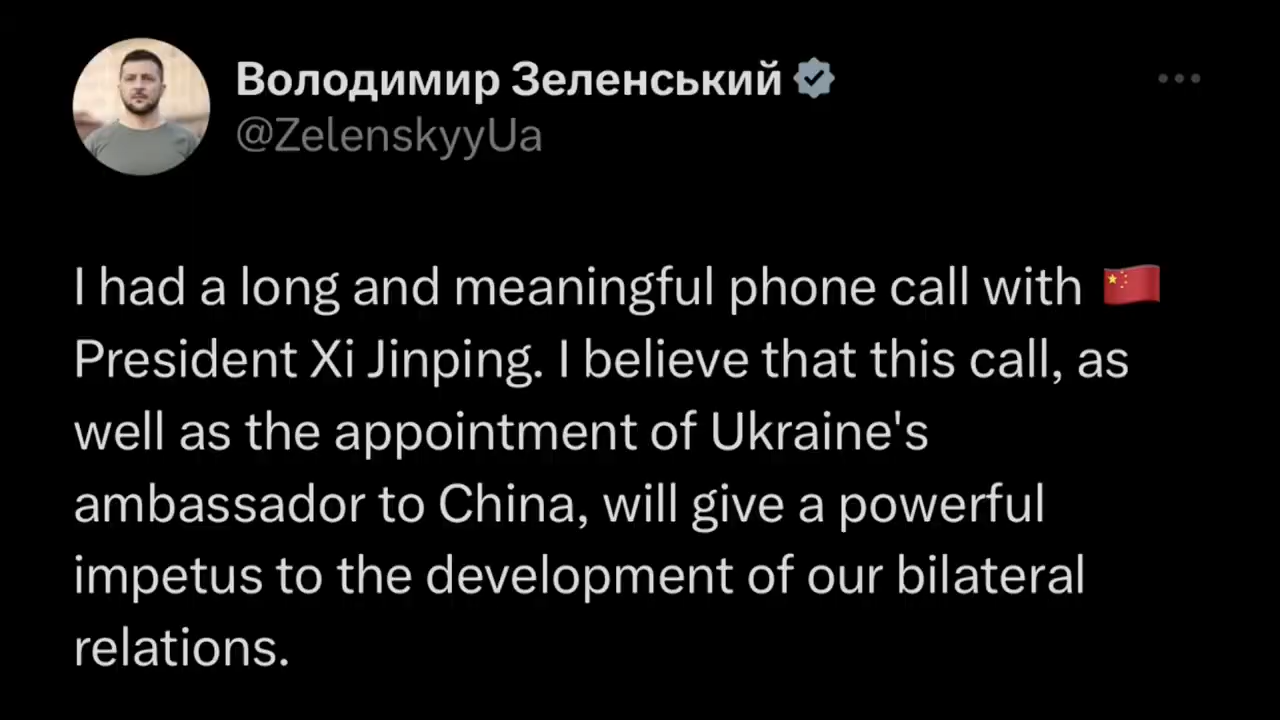 Володимир Зеленський
@ZelenskyyUa
I had a long and meaningful phone call with 🇨🇳
President Xi Jinping. I believe that this call, as
well as the appointment of Ukraine's
ambassador to China, will give a powerful
impetus to the development of our bilateral
relations.